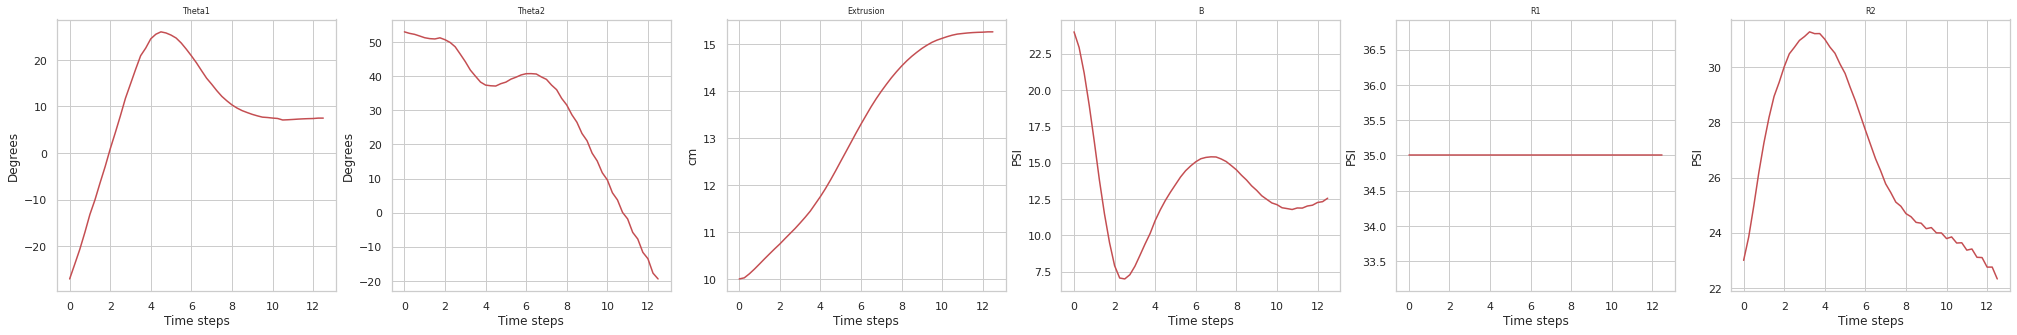 Theta1
Degrees
20
10
0
−10
−20
0 2 4 6 8 10 12
Time steps
Theta2
Degrees
50
40
30
20
10
0
−10
−20
0 2 4 6 8 10 12
Time steps
Extrusion
cm
15
14
13
12
11
10
0 2 4 6 8 10 12
Time steps
B
PSI
22.5
20.0
17.5
15.0
12.5
10.0
7.5
0 2 4 6 8 10 12
Time steps
R1
PSI
36.5
36.0
35.5
35.0
34.5
34.0
33.5
0 2 4 6 8 10 12
Time steps
R2
PSI
30
28
26
24
22
0 2 4 6 8 10 12
Time steps